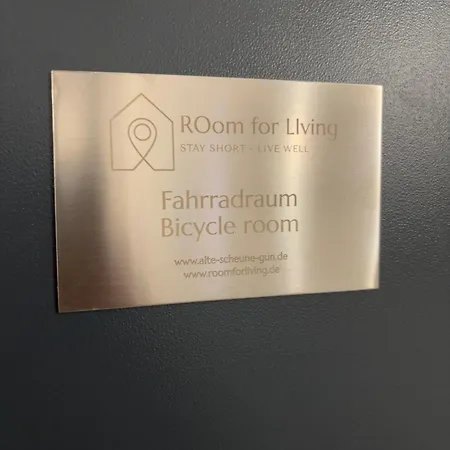 ROom for LIving
STAY SHORT - LIVE WELL
Fahrradraum
Bicycle room
www.alte-scheune-gun.de
www.roomforliving.de